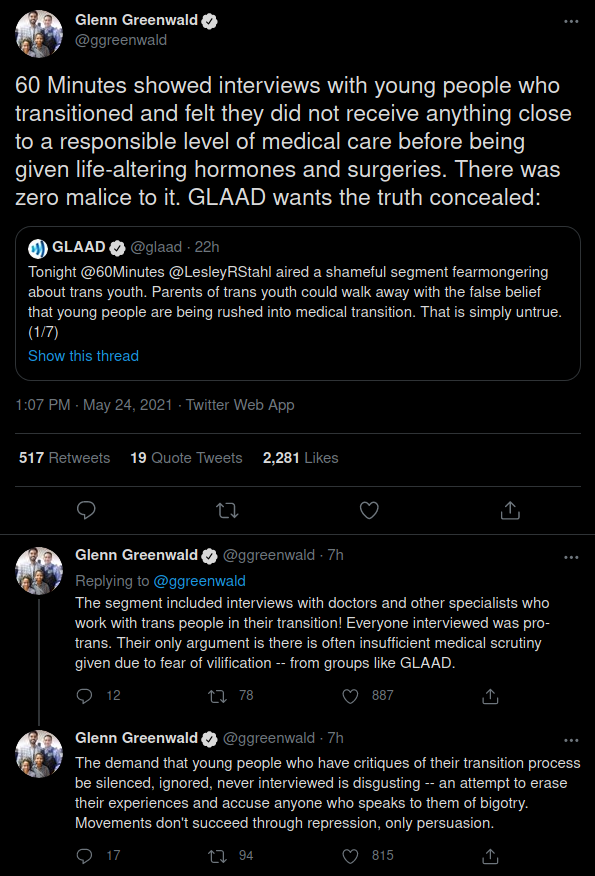 Glenn Greenwald
@ggreenwald
60 Minutes showed interviews with young people who
transitioned and felt they did not receive anything close
to a responsible level of medical care before being
given life-altering hormones and surgeries. There was
zero malice to it. GLAAD wants the truth concealed:
GLAAD @glaad · 22h
Tonight @60Minutes @LesleyRStahl aired a shameful segment fearmongering
about trans youth. Parents of trans youth could walk away with the false belief
that young people are being rushed into medical transition. That is simply untrue.
(1/7)
Show this thread
1:07 PM · May 24, 2021 · Twitter Web App
517 Retweets 19 Quote Tweets 2,281 Likes
Glenn Greenwald @ggreenwald · 7h
Replying to @ggreenwald
The segment included interviews with doctors and other specialists who
work with trans people in their transition! Everyone interviewed was pro-
trans. Their only argument is there is often insufficient medical scrutiny
given due to fear of vilification -- from groups like GLAAD.
12 78 887
Glenn Greenwald @ggreenwald · 7h
The demand that young people who have critiques of their transition process
be silenced, ignored, never interviewed is disgusting -- an attempt to erase
their experiences and accuse anyone who speaks to them of bigotry.
Movements don't succeed through repression, only persuasion.
17 94 815